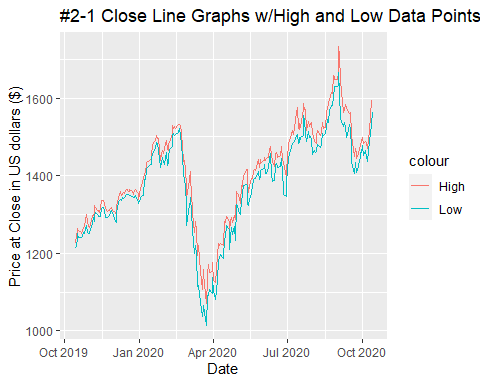 #2-1 Close Line Graphs w/High and Low Data Points
Price at Close in US dollars ($)
1600
1400
1200
1000
Oct 2019 Jan 2020 Apr 2020 Jul 2020 Oct 2020
Date
colour
High
Low